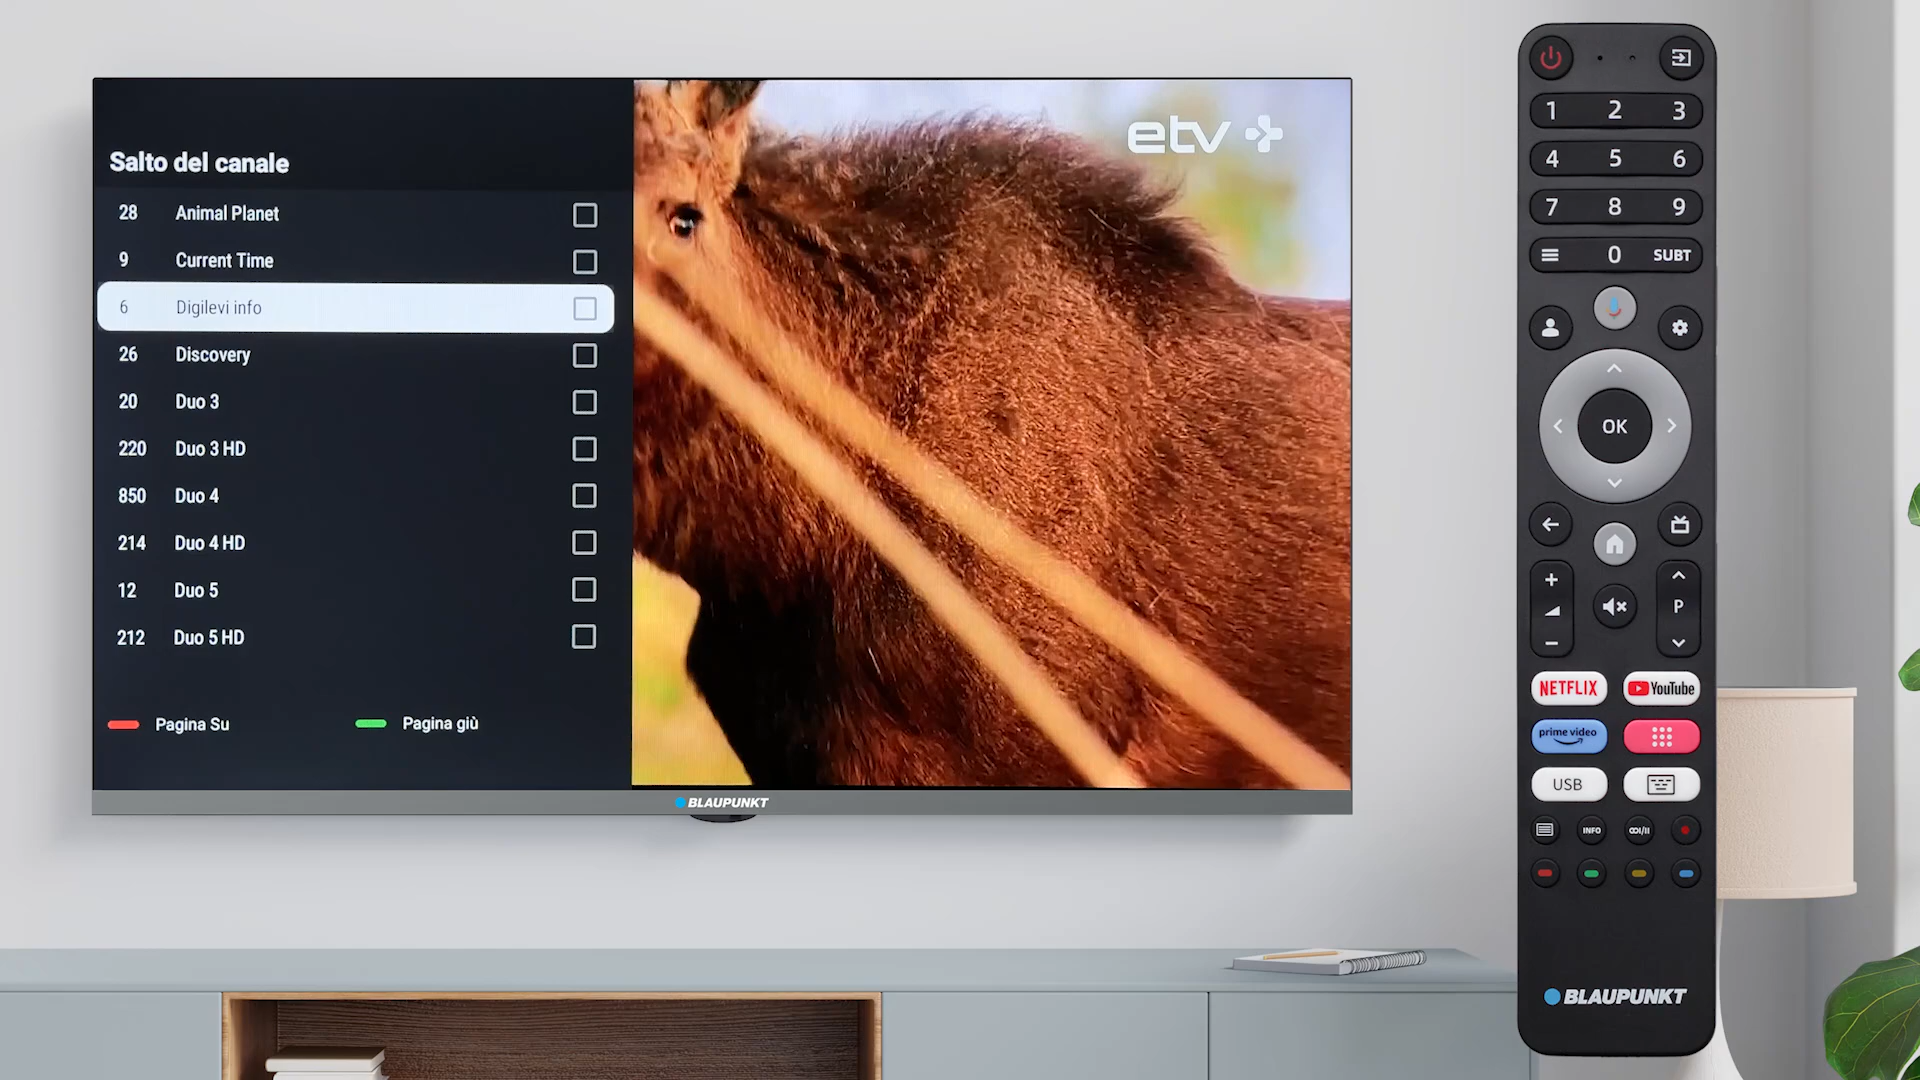 Salto del canale
28 Animal Planet
9 Current Time
6 Digilevi info
26 Discovery
20 Duo 3
220 Duo 3 HD
850 Duo 4
214 Duo 4 HD
12 Duo 5
212 Duo 5 HD
Pagina Su Pagina giù
etv
BLAUPUNKT
1 2 3
4 5 6
7 8 9
0 SUBT
OK
P
NETFLIX YouTube
prime video
USB
INFO
BLAUPUNKT